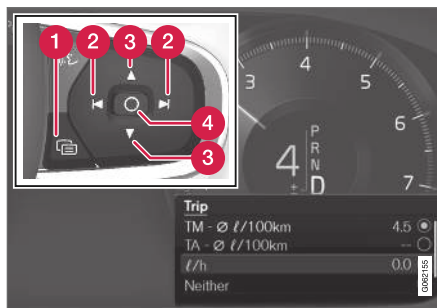 1
2
3
2
4
3
3
4
5
6
7
4
P
R
N
D
±
D
Trip
TM - Ø ℓ/100km 4.5
TA - Ø ℓ/100km --
ℓ/h 0.0
Neither
G062155